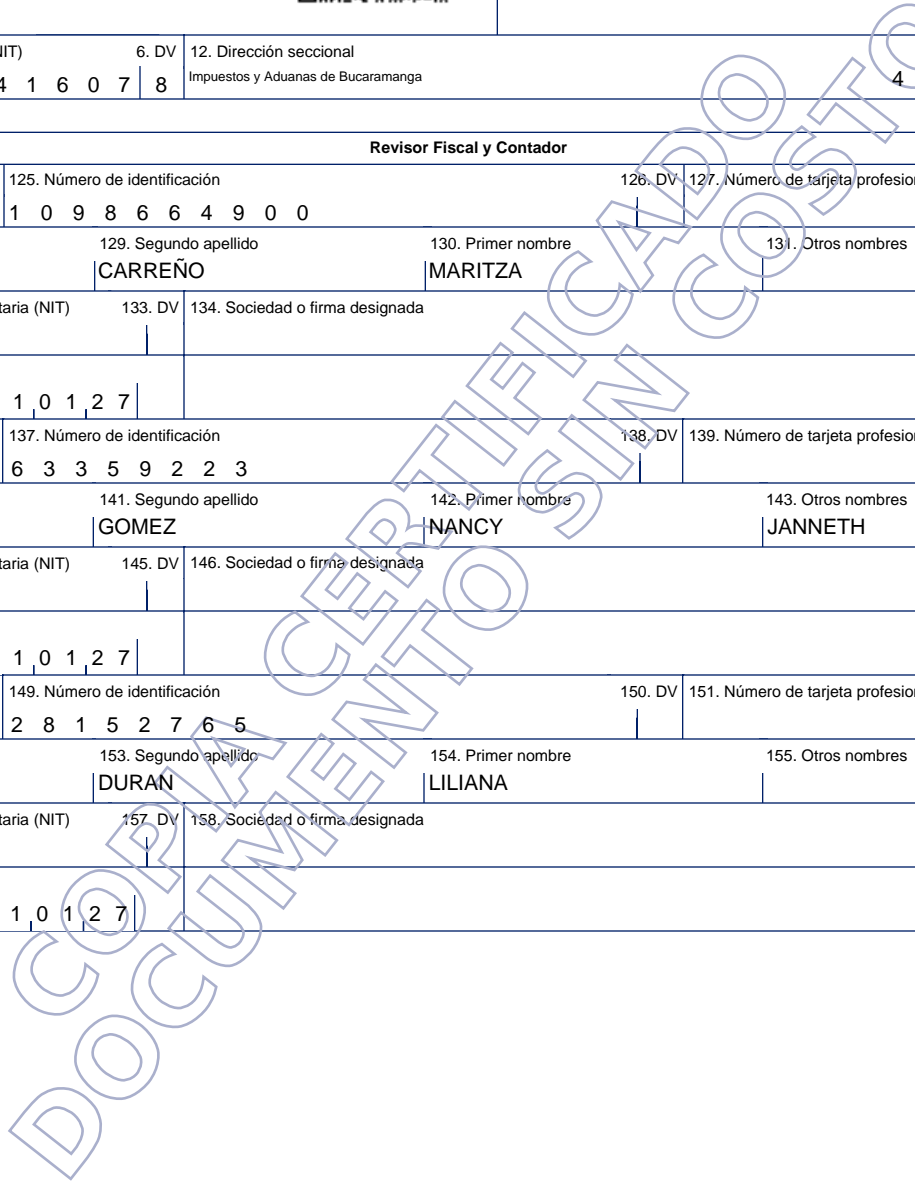 NIT) 6. DV 12. Dirección seccional
4 1 6 0 7 8 Impuestos y Aduanas de Bucaramanga 4
Revisor Fiscal y Contador
125. Número de identificación 126. DV 127. Número de tarjeta profesion
1 0 9 8 6 6 4 9 0 0
129. Segundo apellido 130. Primer nombre 131. Otros nombres
CARREÑO MARITZA
taria (NIT) 133. DV 134. Sociedad o firma designada
1 0 1 2 7
137. Número de identificación 138. DV 139. Número de tarjeta profesion
6 3 3 5 9 2 2 3
141. Segundo apellido 142. Primer nombre 143. Otros nombres
GOMEZ NANCY JANNETH
taria (NIT) 145. DV 146. Sociedad o firma designada
1 0 1 2 7
149. Número de identificación 150. DV 151. Número de tarjeta profesion
2 8 1 5 2 7 6 5
153. Segundo apellido 154. Primer nombre 155. Otros nombres
DURAN LILIANA
taria (NIT) 157. DV 158. Sociedad o firma designada
1 0 1 2 7
COPIA CERTIFICADO
DOCUMENTO SIN COSTO